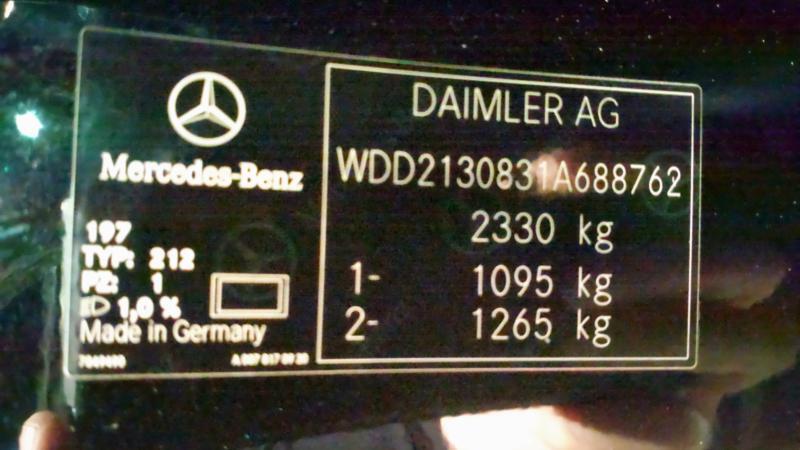 Mercedes-Benz
197
TYP: 212
PZ: 1
1,0 %
Made in Germany
DAIMLER AG
WDD2130831A688762
2330 kg
1- 1095 kg
2- 1265 kg